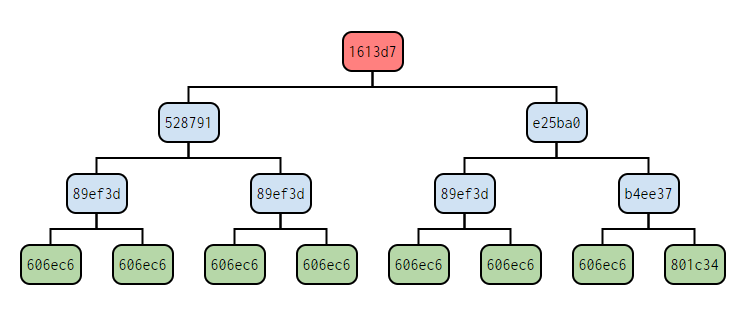 1613d7
528791 e25ba0
89ef3d 89ef3d 89ef3d b4ee37
606ec6 606ec6 606ec6 606ec6 606ec6 606ec6 606ec6 801c34